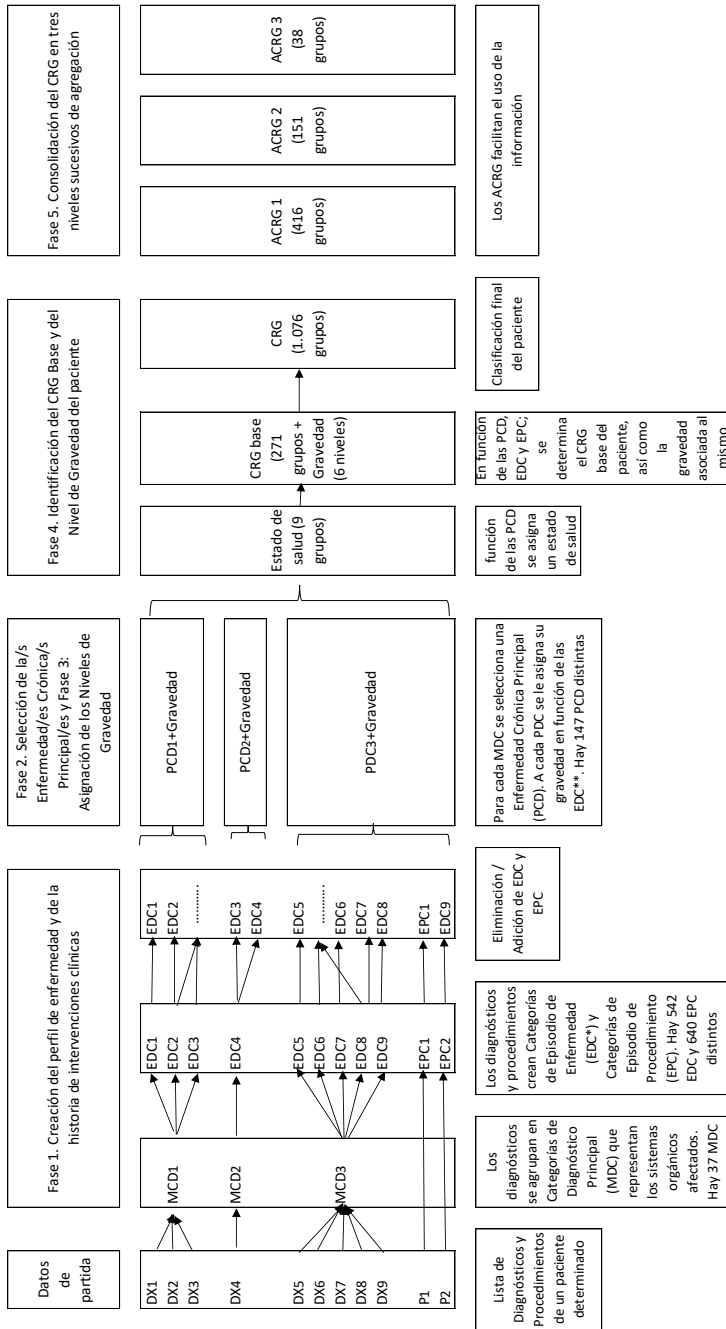 Datos
de
partida
Fase 1. Creación del perfil de enfermedad y de la
historia de intervenciones clínicas
Fase 2. Selección de la/s
Enfermedad/es Crónica/s
Principal/es y Fase 3:
Asignación de los Niveles de
Gravedad
Fase 4. Identificación del CRG Base y del
Nivel de Gravedad del paciente
Fase 5. Consolidación del CRG en tres
niveles sucesivos de agregación
DX1
DX2
DX3
DX4
DX5
DX6
DX7
DX8
DX9
P1
P2
MCD1
MCD2
MCD3
EDC1
EDC2
EDC3
EDC4
EDC5
EDC6
EDC7
EDC8
EDC9
EPC1
EPC2
EDC1
EDC2
...........
EDC3
EDC4
EDC5
...........
EDC6
EDC7
EDC8
EPC1
EDC9
PCD1+Gravedad
PCD2+Gravedad
PDC3+Gravedad
Estado de
salud (9
grupos)
CRG base
(271
grupos +
Gravedad
(6 niveles)
CRG
(1.076
grupos)
ACRG 1
(416
grupos)
ACRG 2
(151
grupos)
ACRG 3
(38
grupos)
Lista de
Diagnósticos y
Procedimientos
de un paciente
determinado
Los
diagnósticos
se agrupan en
Categorías de
Diagnóstico
Principal
(MDC) que
representan
los sistemas
orgánicos
afectados.
Hay 37 MDC
Los diagnósticos
y procedimientos
crean Categorías
de Episodio de
Enfermedad
(EDC*) y
Categorías de
Episodio de
Procedimiento
(EPC). Hay 542
EDC y 640 EPC
distintos
Eliminación /
Adición de EDC y
EPC
Para cada MDC se selecciona una
Enfermedad Crónica Principal
(PCD). A cada PDC se le asigna su
gravedad en función de las
EDC**. Hay 147 PCD distintas
función
de las PCD
se asigna
un estado
de salud
En función
de las PCD,
EDC y EPC;
se
determina
el CRG
base del
paciente,
así como
la
gravedad
asociada al
mismo
Clasificación final
del paciente
Los ACRG facilitan el uso de la
información